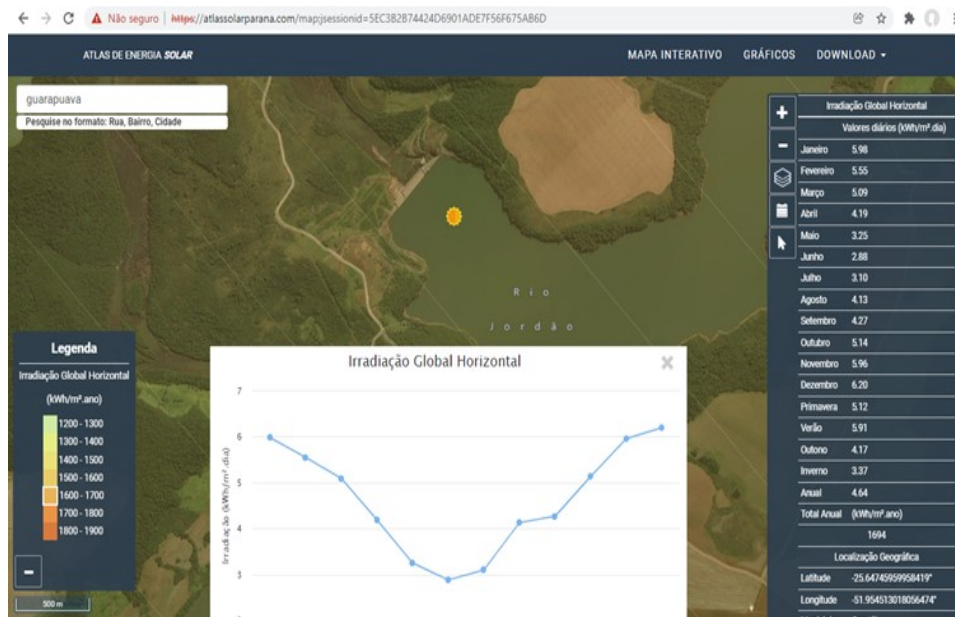 Não seguro
https://atlassolarparana.com/map;jsessionid=5EC3B2B74424D6901ADE7F56F675AB6D
ATLAS DE ENERGIA SOLAR
MAPA INTERATIVO
GRÁFICOS
DOWNLOAD
guarapuava
Pesquise no formato: Rua, Bairro, Cidade
Rio
Jordão
Legenda
Irradiação Global Horizontal
(kWh/m².ano)
1200 - 1300
1300 - 1400
1400 - 1500
1500 - 1600
1600 - 1700
1700 - 1800
1800 - 1900
500 m
Irradiação Global Horizontal
Irradiação (kWh/m².dia)
7
6
5
4
3
Irradiação Global Horizontal
Valores diários (kWh/m².dia)
Janeiro 5.98
Fevereiro 5.55
Março 5.09
Abril 4.19
Maio 3.25
Junho 2.88
Julho 3.10
Agosto 4.13
Setembro 4.27
Outubro 5.14
Novembro 5.96
Dezembro 6.20
Primavera 5.12
Verão 5.91
Outono 4.17
Inverno 3.37
Anual 4.64
Total Anual (kWh/m².ano)
1694
Localização Geográfica
Latitude -25.64745959958419°
Longitude -51.954513018056474°